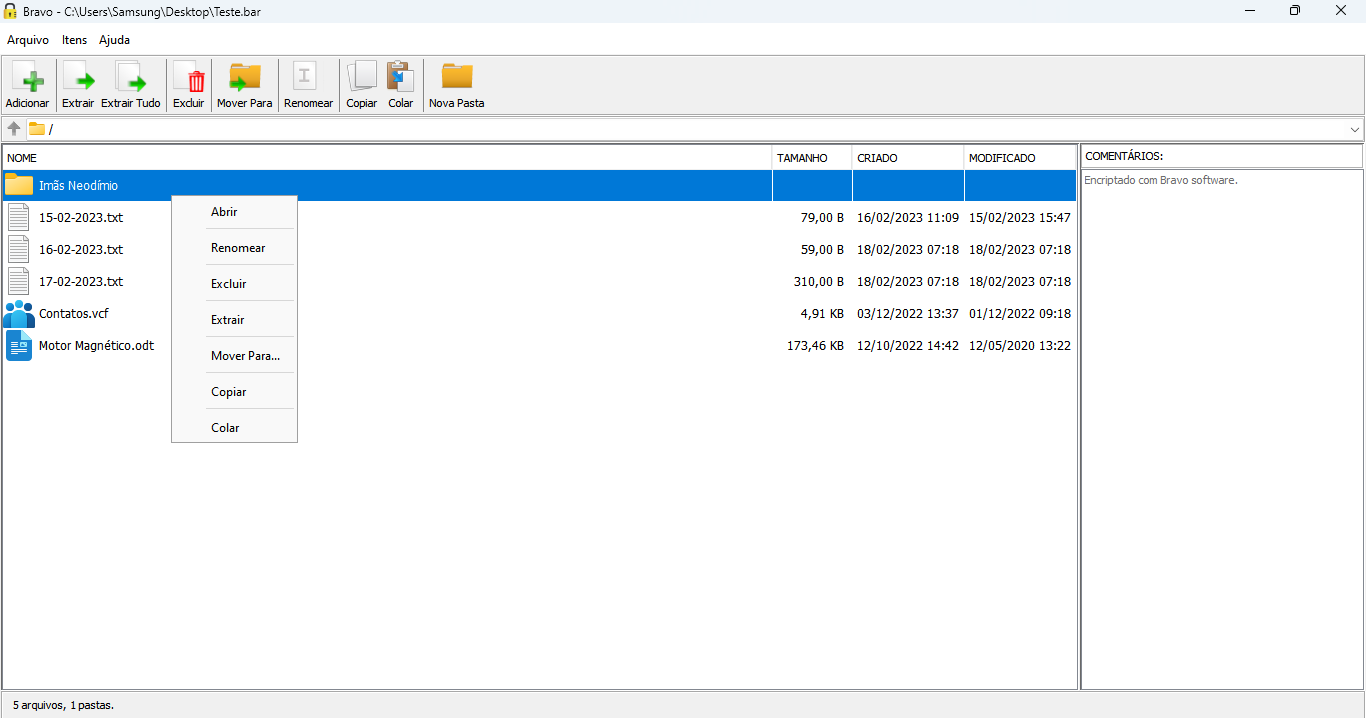 Bravo - C:\Users\Samsung\Desktop\Teste.bar
Arquivo Itens Ajuda
Adicionar Extrair Extrair Tudo Excluir Mover Para Renomear Copiar Colar Nova Pasta
/
NOME TAMANHO CRIADO MODIFICADO COMENTÁRIOS:
Imãs Neodímio
Encriptado com Bravo software.
15-02-2023.txt 79,00 B 16/02/2023 11:09 15/02/2023 15:47
16-02-2023.txt 59,00 B 18/02/2023 07:18 18/02/2023 07:18
17-02-2023.txt 310,00 B 18/02/2023 07:18 18/02/2023 07:18
Contatos.vcf 4,91 KB 03/12/2022 13:37 01/12/2022 09:18
Motor Magnético.odt 173,46 KB 12/10/2022 14:42 12/05/2020 13:22
Abrir
Renomear
Excluir
Extrair
Mover Para...
Copiar
Colar
5 arquivos, 1 pastas.